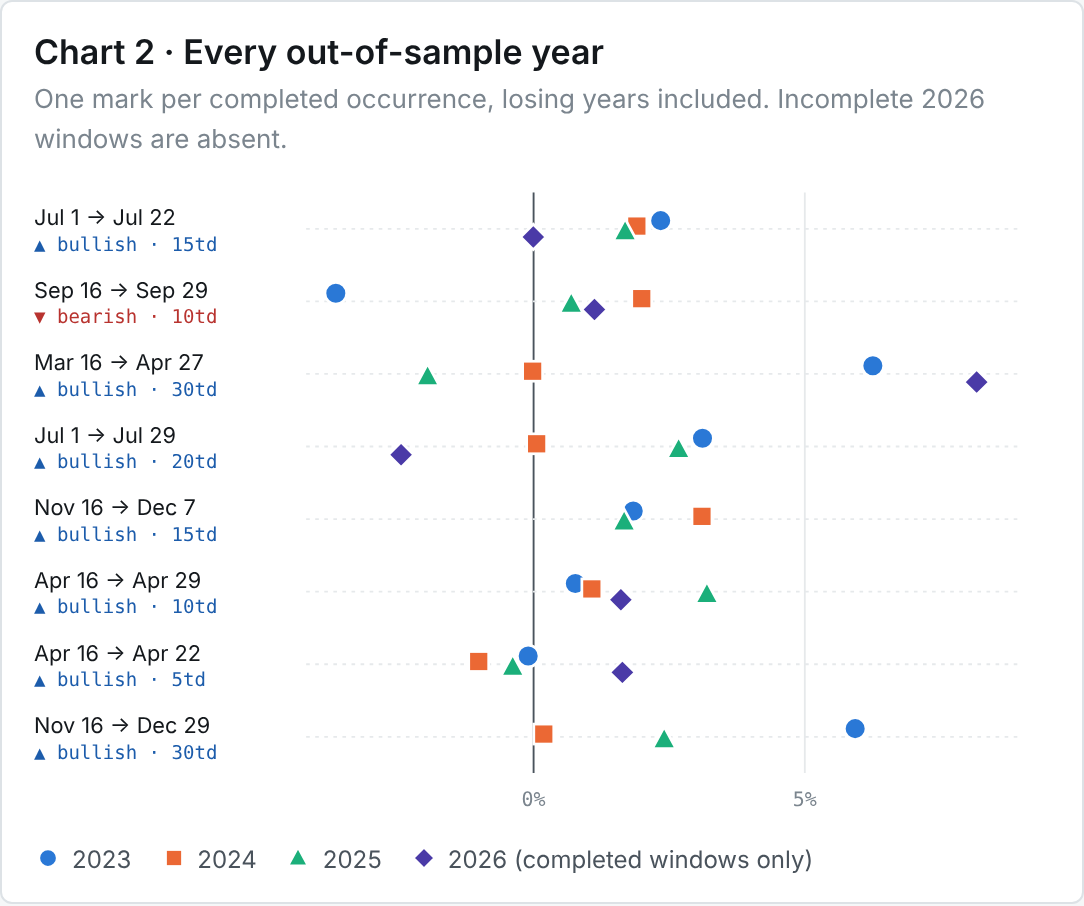 Chart 2 · Every out-of-sample year
One mark per completed occurrence, losing years included. Incomplete 2026
windows are absent.
Jul 1 → Jul 22
▲ bullish · 15td
Sep 16 → Sep 29
▼ bearish · 10td
Mar 16 → Apr 27
▲ bullish · 30td
Jul 1 → Jul 29
▲ bullish · 20td
Nov 16 → Dec 7
▲ bullish · 15td
Apr 16 → Apr 29
▲ bullish · 10td
Apr 16 → Apr 22
▲ bullish · 5td
Nov 16 → Dec 29
▲ bullish · 30td
0% 5%
2023 2024 2025 2026 (completed windows only)